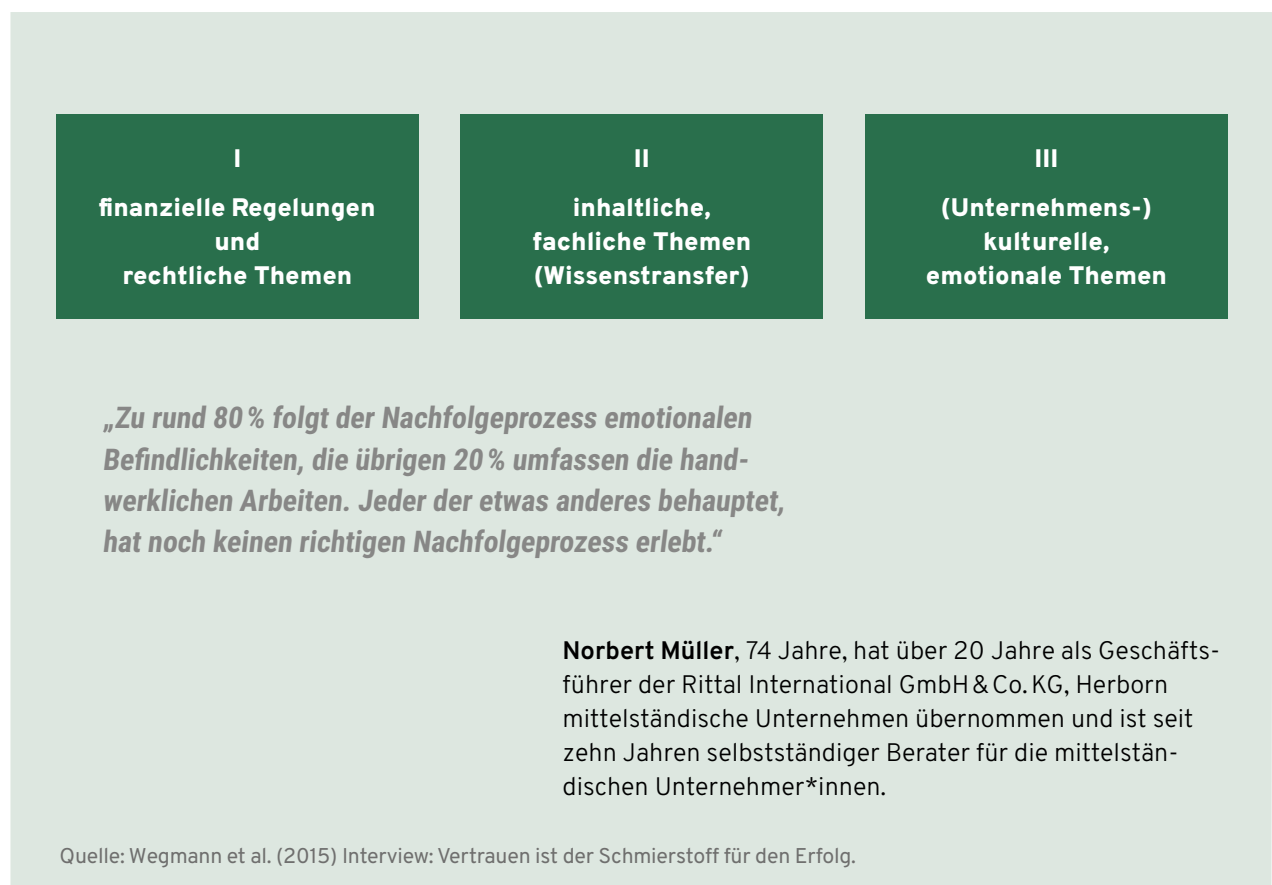 I
finanzielle Regelungen
und
rechtliche Themen
II
inhaltliche,
fachliche Themen
(Wissenstransfer)
III
(Unternehmens-)
kulturelle,
emotionale Themen
„Zu rund 80 % folgt der Nachfolgeprozess emotionalen
Befindlichkeiten, die übrigen 20 % umfassen die hand-
werklichen Arbeiten. Jeder der etwas anderes behauptet,
hat noch keinen richtigen Nachfolgeprozess erlebt.“
Norbert Müller, 74 Jahre, hat über 20 Jahre als Geschäfts-
führer der Rittal International GmbH & Co. KG, Herborn
mittelständische Unternehmen übernommen und ist seit
zehn Jahren selbstständiger Berater für die mittelstän-
dischen Unternehmer*innen.
Quelle: Wegmann et al. (2015) Interview: Vertrauen ist der Schmierstoff für den Erfolg.